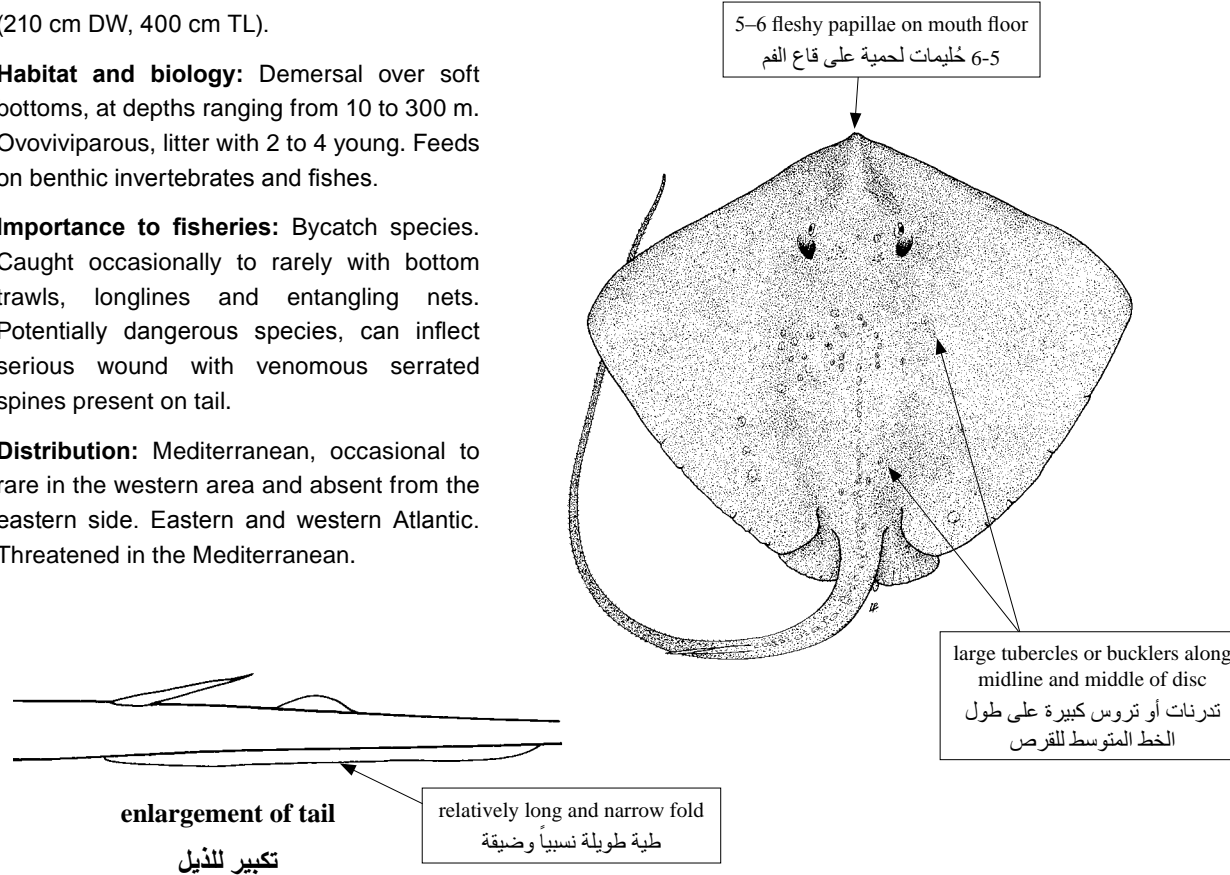 (210 cm DW, 400 cm TL).
Habitat and biology: Demersal over soft
bottoms, at depths ranging from 10 to 300 m.
Ovoviviparous, litter with 2 to 4 young. Feeds
on benthic invertebrates and fishes.
Importance to fisheries: Bycatch species.
Caught occasionally to rarely with bottom
trawls, longlines and entangling nets.
Potentially dangerous species, can inflect
serious wound with venomous serrated
spines present on tail.
Distribution: Mediterranean, occasional to
rare in the western area and absent from the
eastern side. Eastern and western Atlantic.
Threatened in the Mediterranean.
5–6 fleshy papillae on mouth floor
6-5 حُليمات لحمية على قاع الفم
large tubercles or bucklers along
midline and middle of disc
تدرنات أو تروس كبيرة على طول
الخط المتوسط للقرص
relatively long and narrow fold
طية طويلة نسبياً وضيقة
enlargement of tail
تكبير للذيل